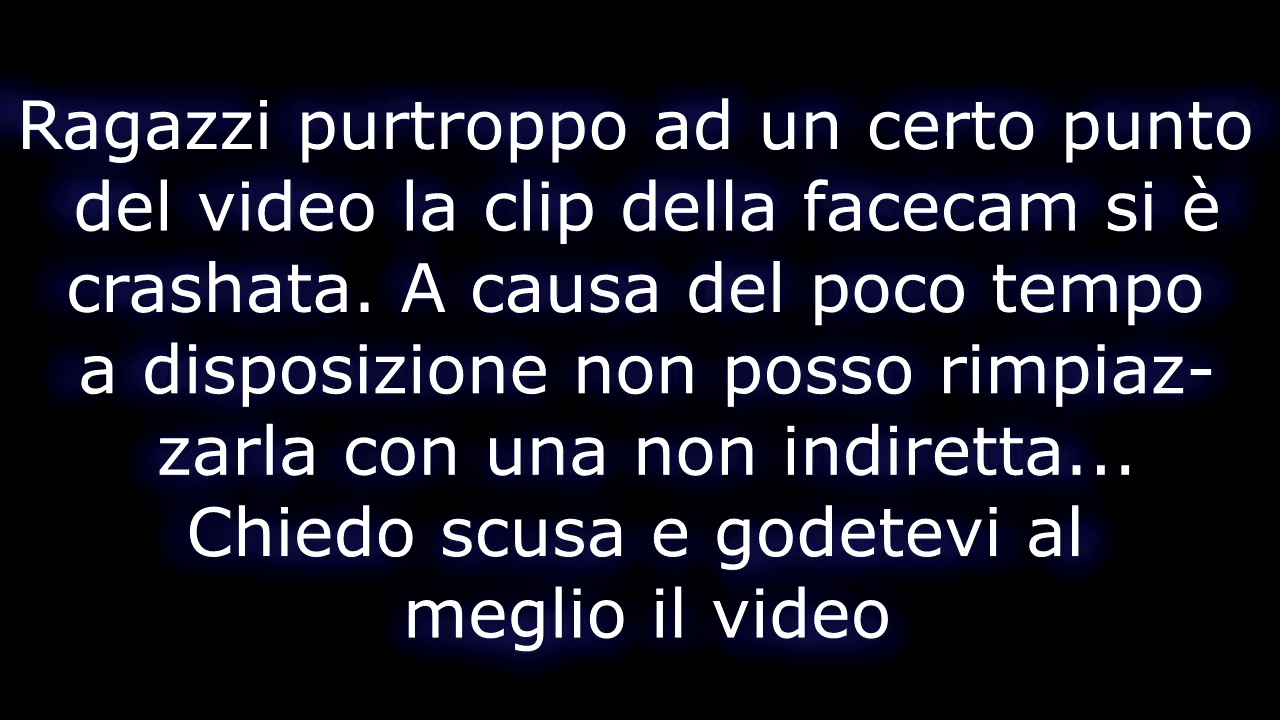 Ragazzi purtroppo ad un certo punto
del video la clip della facecam si è
crashata. A causa del poco tempo
a disposizione non posso rimpiaz-
zarla con una non indiretta...
Chiedo scusa e godetevi al
meglio il video